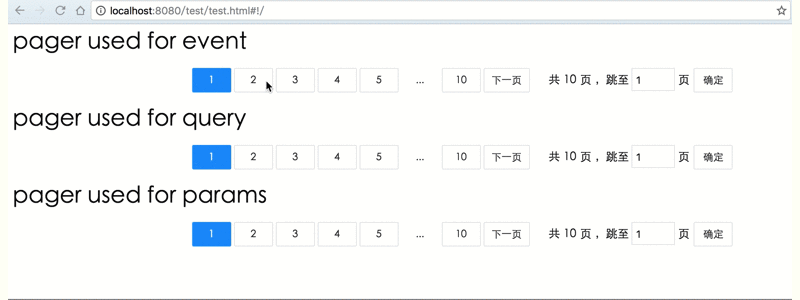 localhost:8080/test/test.html#!/
pager used for event
1 2 3 4 5 ... 10 下一页 共 10 页， 跳至 1 页 确定
pager used for query
1 2 3 4 5 ... 10 下一页 共 10 页， 跳至 1 页 确定
pager used for params
1 2 3 4 5 ... 10 下一页 共 10 页， 跳至 1 页 确定